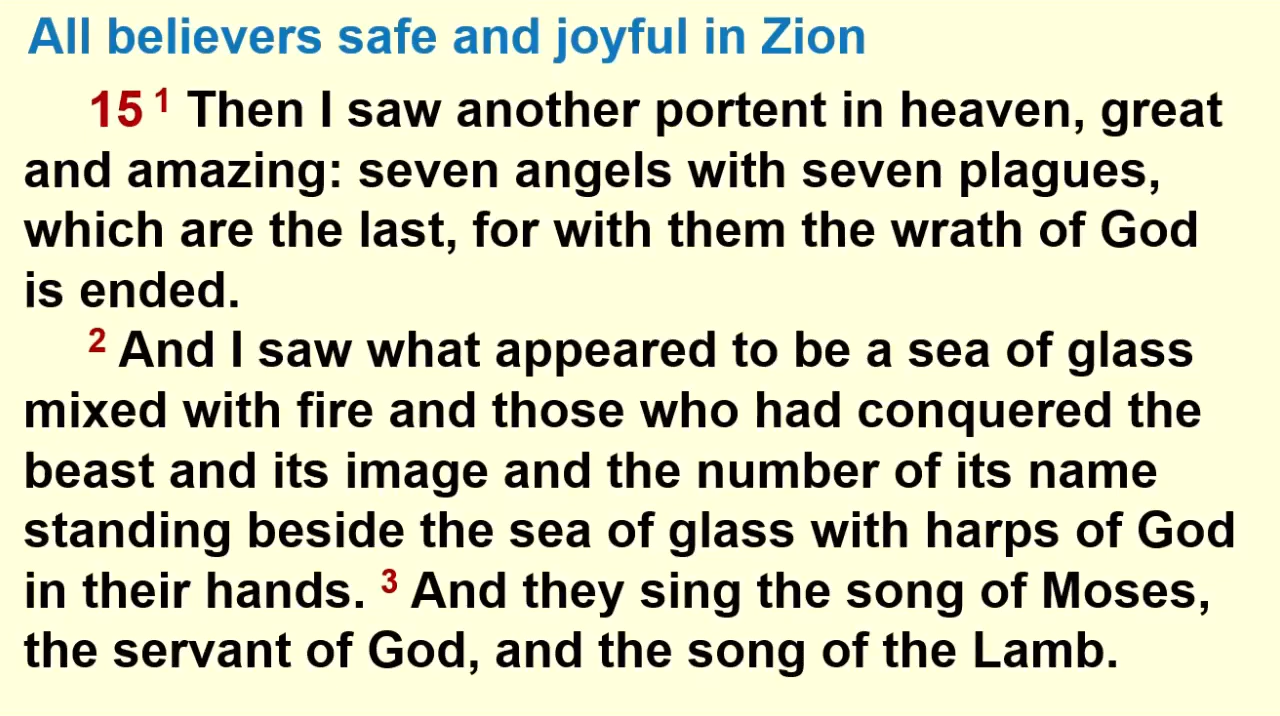 All believers safe and joyful in Zion
15 1 Then I saw another portent in heaven, great
and amazing: seven angels with seven plagues,
which are the last, for with them the wrath of God
is ended.
2 And I saw what appeared to be a sea of glass
mixed with fire and those who had conquered the
beast and its image and the number of its name
standing beside the sea of glass with harps of God
in their hands. 3 And they sing the song of Moses,
the servant of God, and the song of the Lamb.